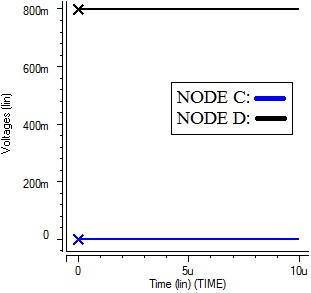 800m
600m
NODE C:
NODE D:
400m
200m
0
Voltages (lin)
0
5u
10u
Time (lin) (TIME)